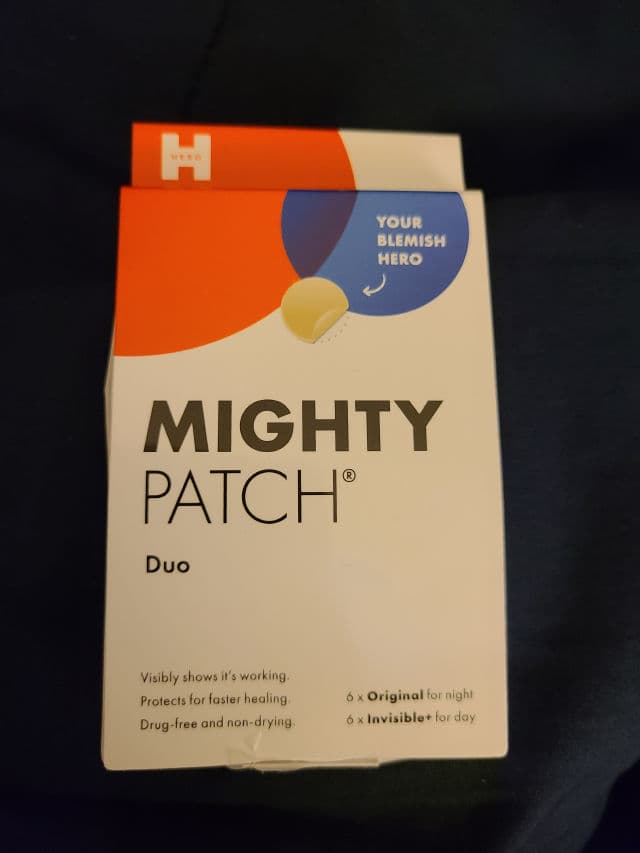 H
HERO
YOUR
BLEMISH
HERO
MIGHTY
PATCH®
Duo
Visibly shows it's working.
Protects for faster healing.
Drug-free and non-drying.
6 x Original for night
6 x Invisible+ for day